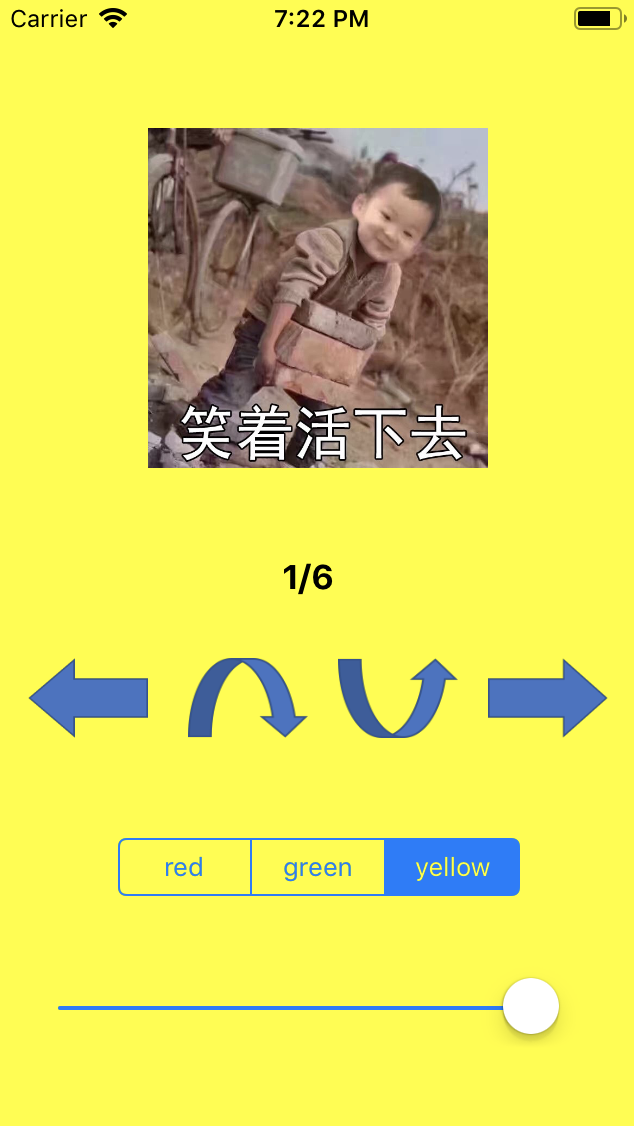 Carrier 7:22 PM
笑着活下去
1/6
red green yellow